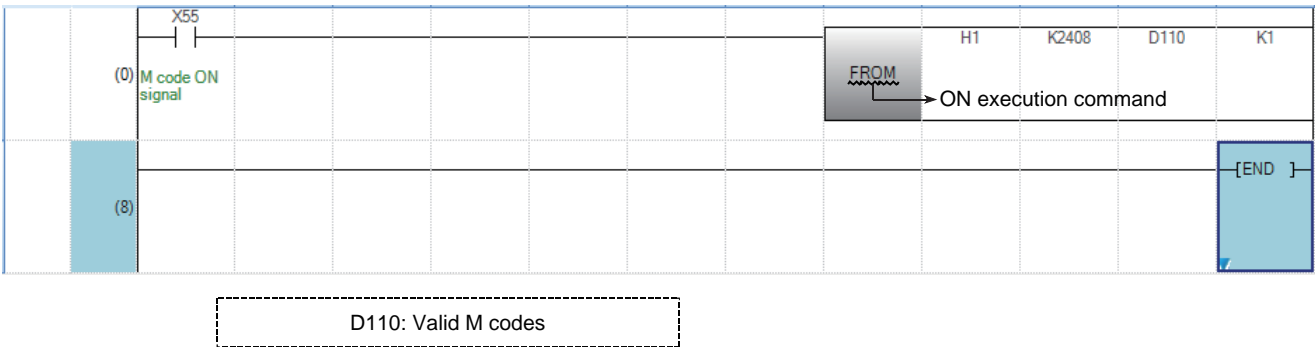 X55
H1 K2408 D110 K1
(0) M code ON
signal
FROM
ON execution command
-[END ]-
(8)
D110: Valid M codes